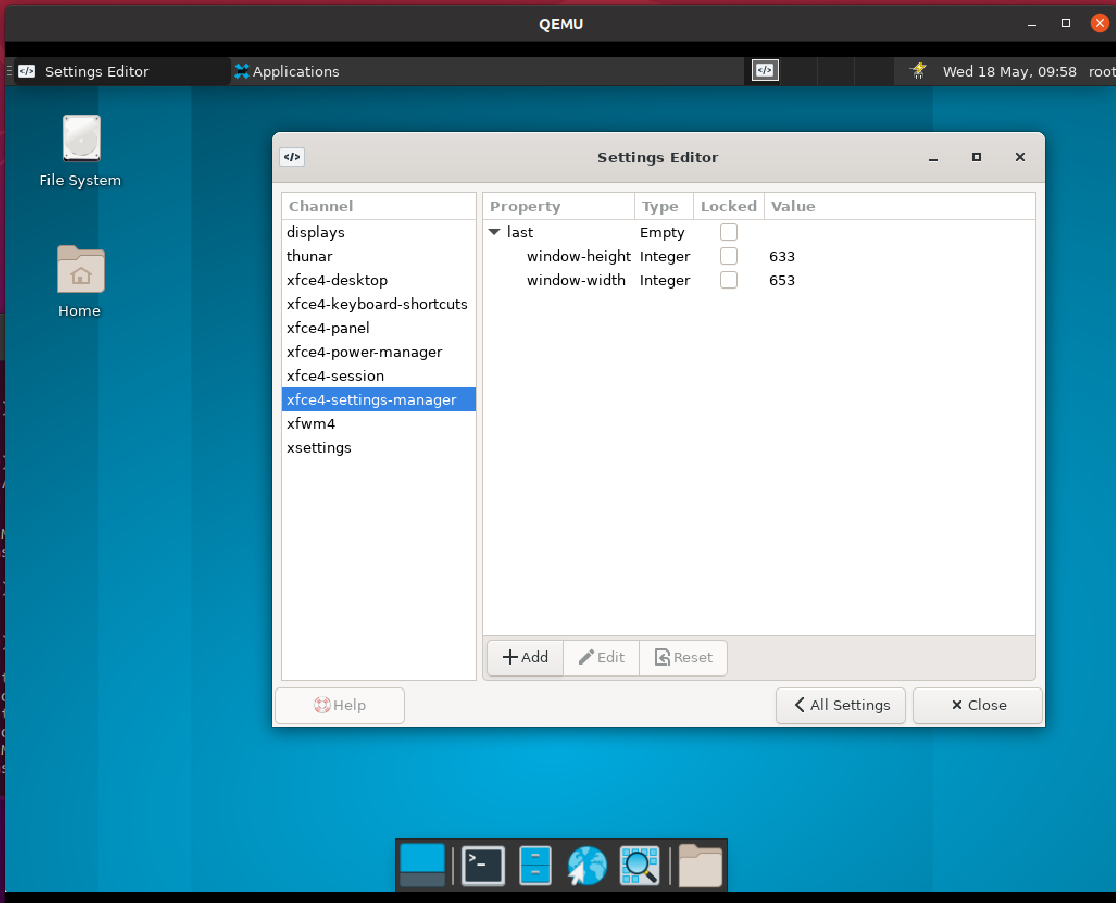 QEMU
Settings Editor
Applications
Wed 18 May, 09:58 root
File System
Home
Settings Editor
Channel
displays
thunar
xfce4-desktop
xfce4-keyboard-shortcuts
xfce4-panel
xfce4-power-manager
xfce4-session
xfce4-settings-manager
xfwm4
xsettings
Property Type Locked Value
last Empty
window-height Integer 633
window-width Integer 653
Add Edit Reset
Help All Settings Close